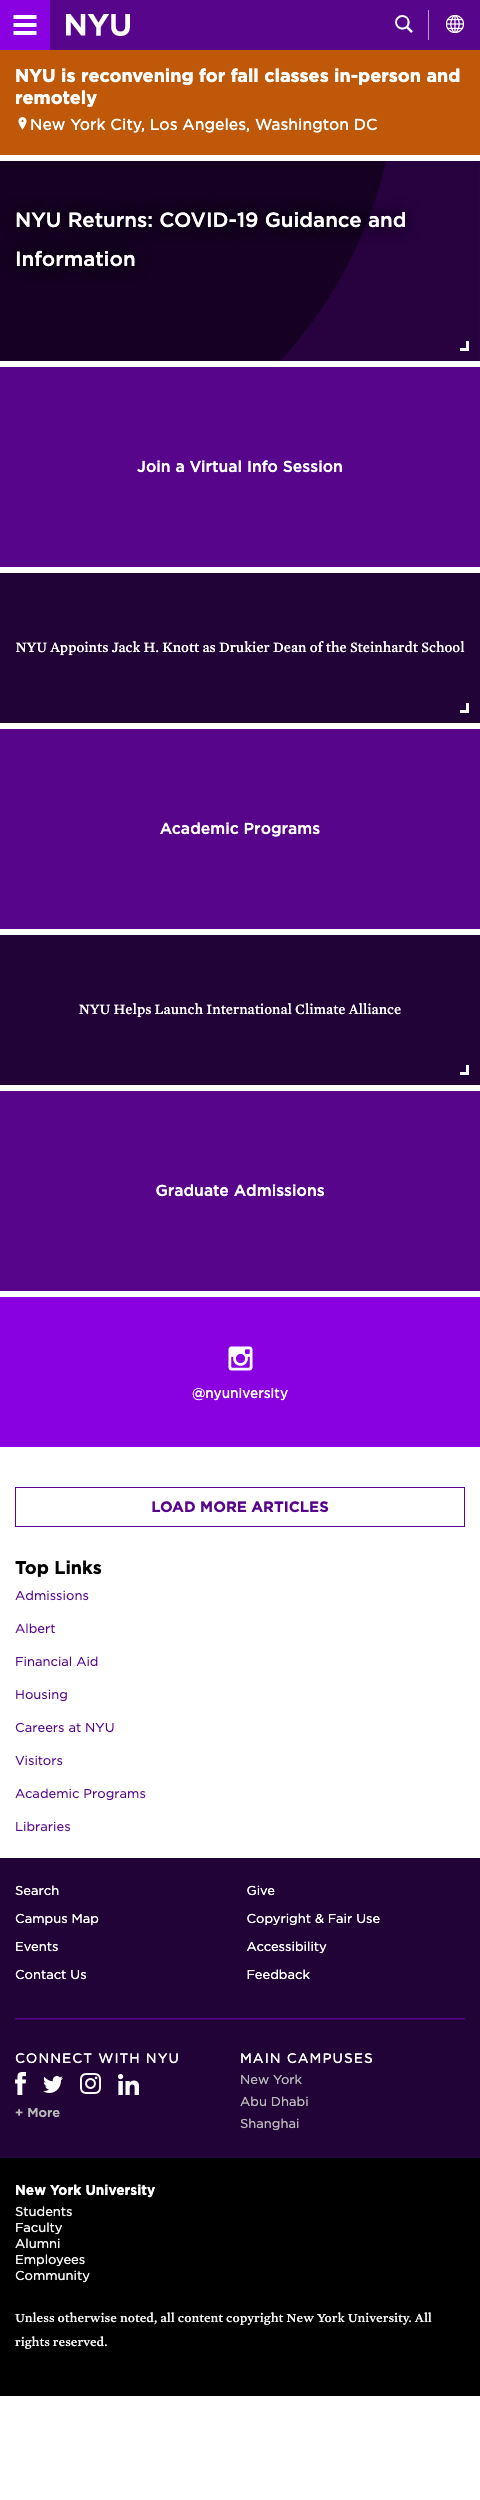 NYU
NYU is reconvening for fall classes in-person and
remotely
New York City, Los Angeles, Washington DC
NYU Returns: COVID-19 Guidance and
Information
Join a Virtual Info Session
NYU Appoints Jack H. Knott as Drukier Dean of the Steinhardt School
Academic Programs
NYU Helps Launch International Climate Alliance
Graduate Admissions
@nyuniversity
LOAD MORE ARTICLES
Top Links
Admissions
Albert
Financial Aid
Housing
Careers at NYU
Visitors
Academic Programs
Libraries
Search
Campus Map
Events
Contact Us
Give
Copyright & Fair Use
Accessibility
Feedback
CONNECT WITH NYU
+ More
MAIN CAMPUSES
New York
Abu Dhabi
Shanghai
New York University
Students
Faculty
Alumni
Employees
Community
Unless otherwise noted, all content copyright New York University. All
rights reserved.